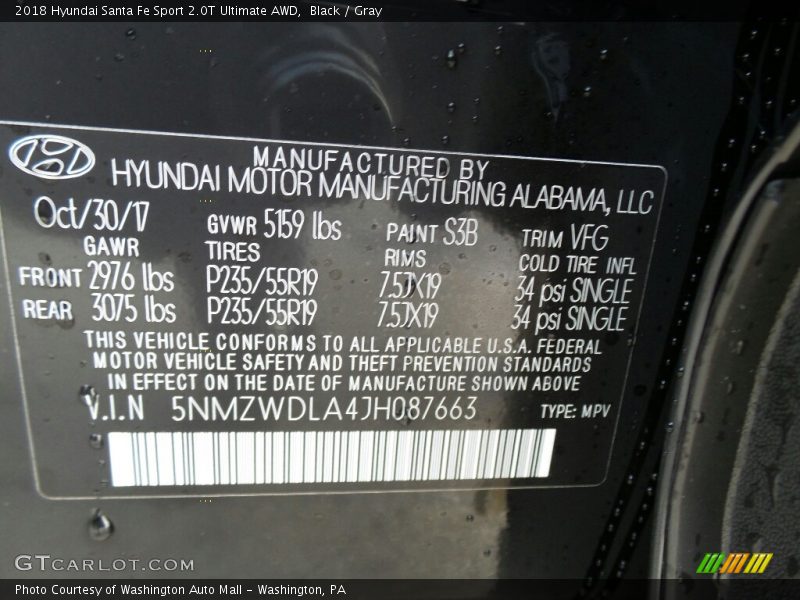 2018 Hyundai Santa Fe Sport 2.0T Ultimate AWD,  Black / Gray
MANUFACTURED BY
HYUNDAI MOTOR MANUFACTURING ALABAMA, LLC
Oct/30/17 GVWR 5159 lbs PAINT S3B TRIM VFG
GAWR TIRES RIMS COLD TIRE INFL
FRONT 2976 lbs P235/55R19 7.5JX19 34 psi SINGLE
REAR 3075 lbs P235/55R19 7.5JX19 34 psi SINGLE
THIS VEHICLE CONFORMS TO ALL APPLICABLE U.S.A. FEDERAL
MOTOR VEHICLE SAFETY AND THEFT PREVENTION STANDARDS
IN EFFECT ON THE DATE OF MANUFACTURE SHOWN ABOVE
V.I.N 5NMZWDLA4JH087663 TYPE: MPV
GTCARLOT.COM
Photo Courtesy of Washington Auto Mall - Washington, PA